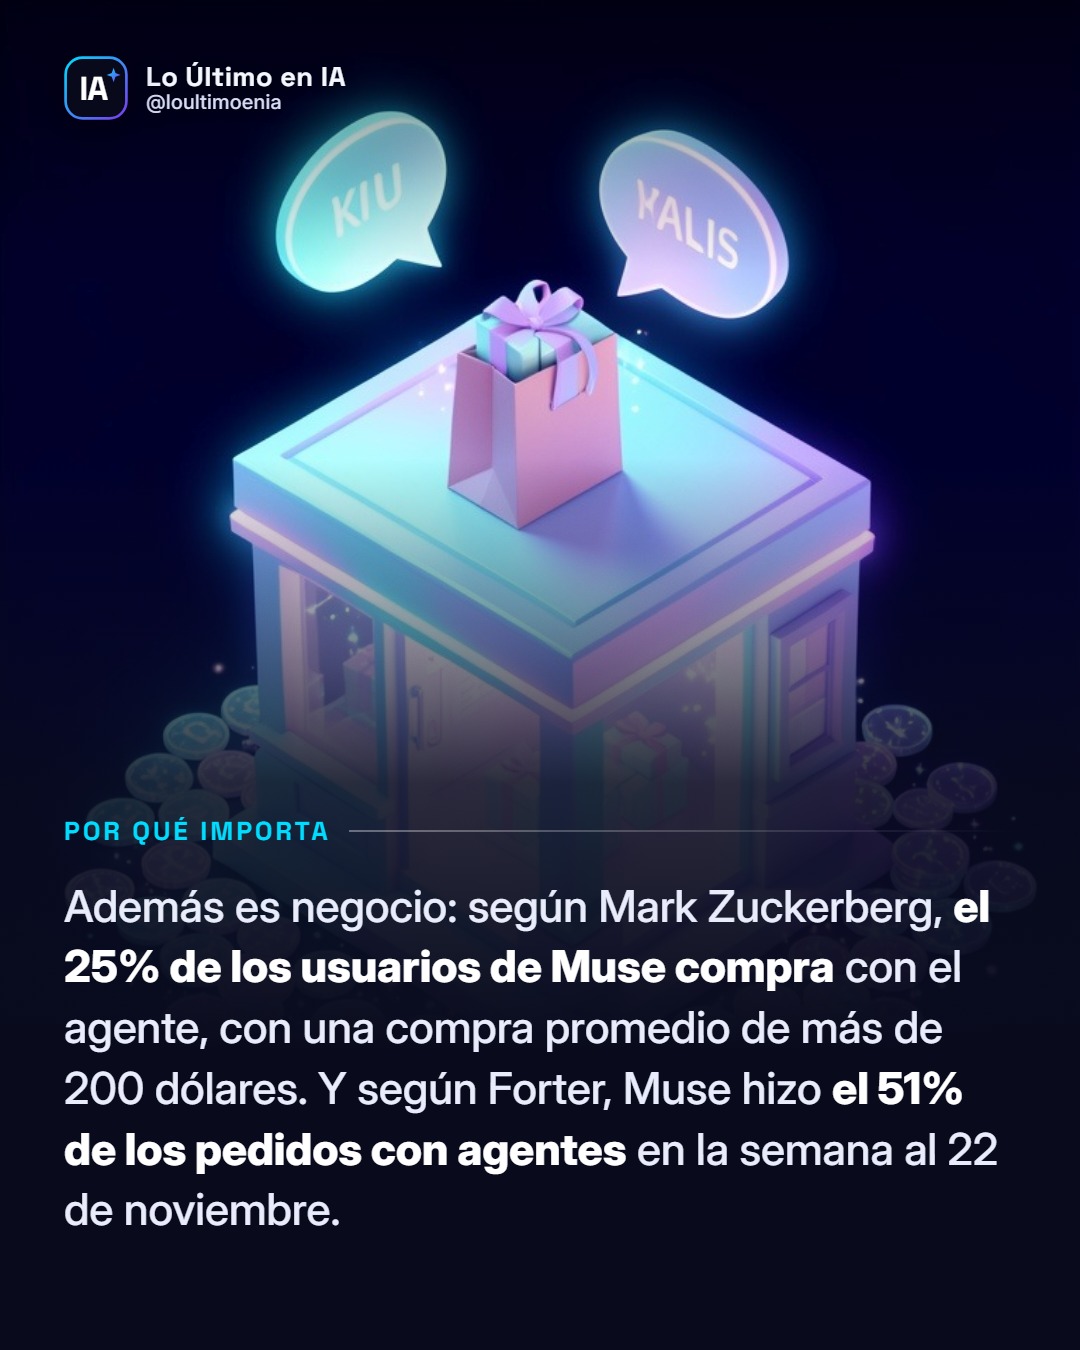 IA
Lo Último en IA
@loultimoenia
KIU
XALIS
POR QUÉ IMPORTA
Además es negocio: según Mark Zuckerberg, el
25% de los usuarios de Muse compra con el
agente, con una compra promedio de más de
200 dólares. Y según Forter, Muse hizo el 51%
de los pedidos con agentes en la semana al 22
de noviembre.